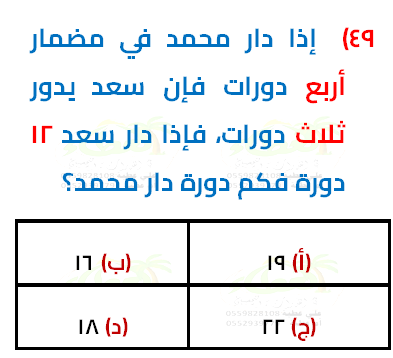 ٤٩) إذا دار محمد في مضمار
أربع دورات فإن سعد يدور
ثلاث دورات، فإذا دار سعد ١٢
دورة فكم دورة دار محمد؟
(أ) ١٩
(ب) ١٦
(ج) ٢٢
(د) ١٨